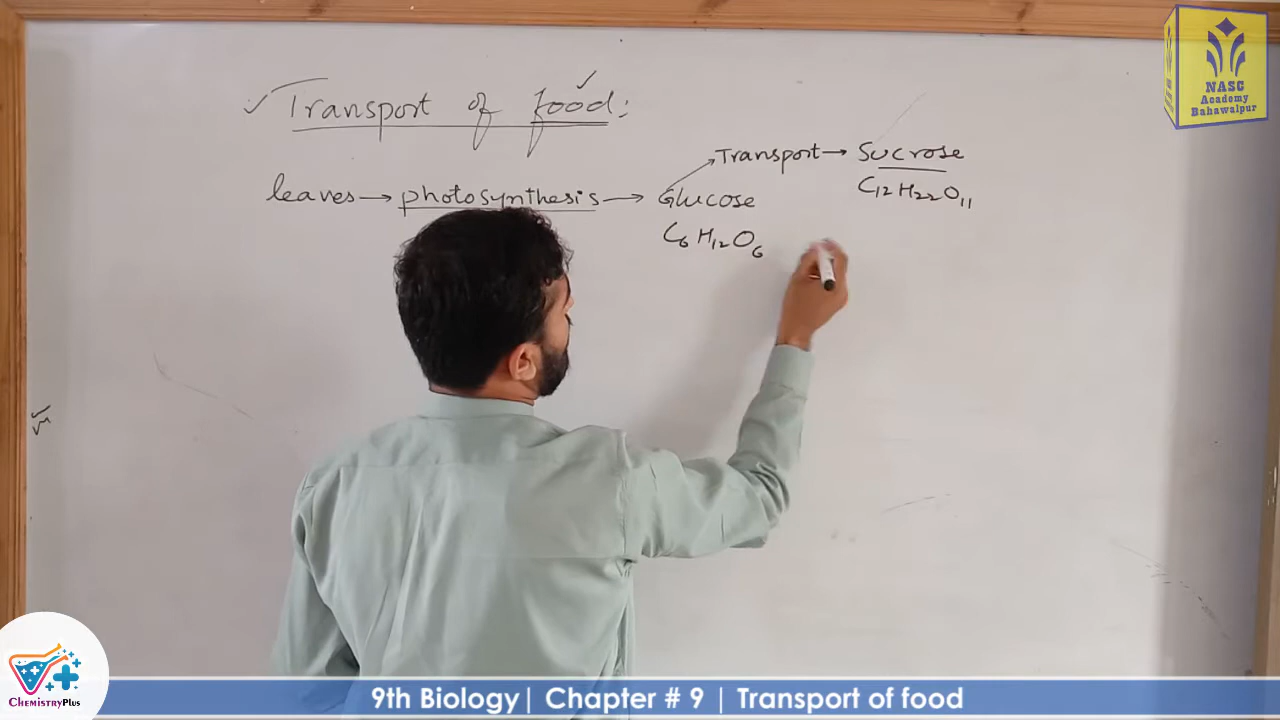 Transport of food:
Transport → Sucrose
C12H22O11
leaves → photosynthesis → Glucose
C6H12O6
NASC
Academy
Bahawalpur
ChemistryPlus
9th Biology| Chapter # 9 | Transport of food